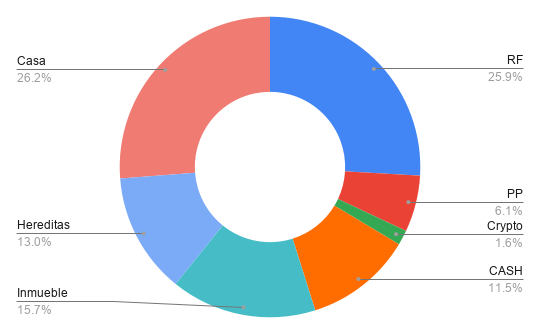 Casa
26.2%
RF
25.9%
PP
6.1%
Crypto
1.6%
Hereditas
13.0%
CASH
11.5%
Inmueble
15.7%